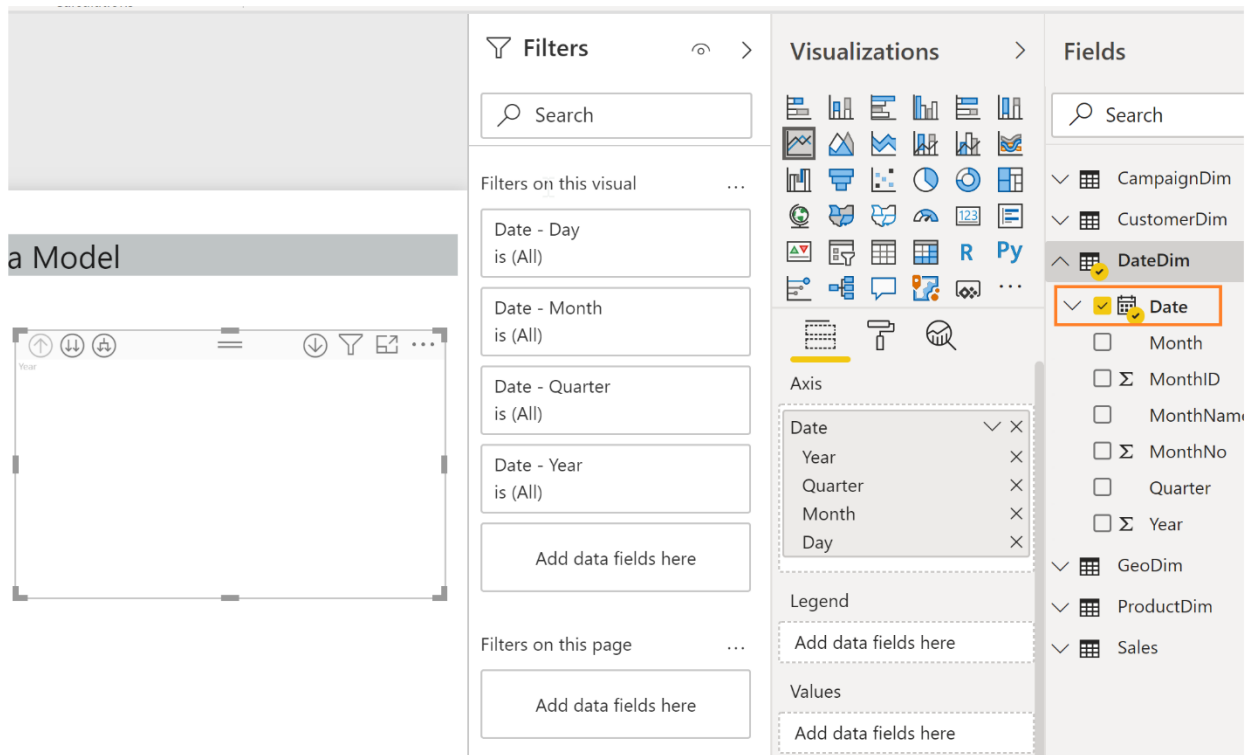 a Model
Year
Filters
Search
Filters on this visual
...
Date - Day
is (All)
Date - Month
is (All)
Date - Quarter
is (All)
Date - Year
is (All)
Add data fields here
Filters on this page
...
Add data fields here
Visualizations
123
R
Py
...
Axis
Date
Year
Quarter
Month
Day
Legend
Add data fields here
Values
Add data fields here
Fields
Search
CampaignDim
CustomerDim
DateDim
Date
Month
Σ MonthID
MonthName
Σ MonthNo
Quarter
Σ Year
GeoDim
ProductDim
Sales